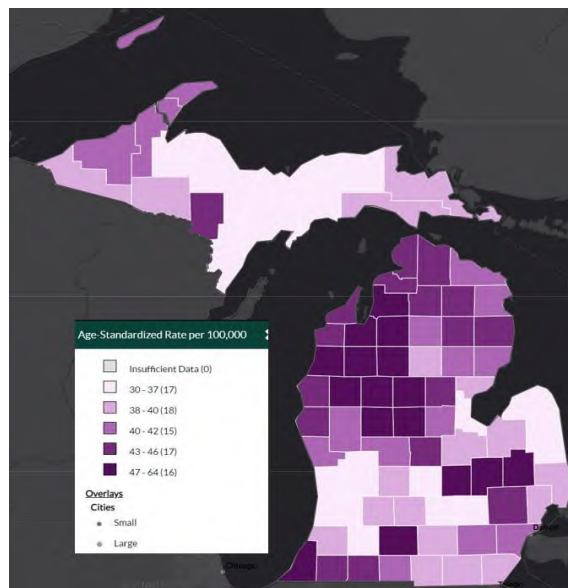 Age-Standardized Rate per 100,000
Insufficient Data (0)
30 - 37 (17)
38 - 40 (18)
40 - 42 (15)
43 - 46 (17)
47 - 64 (16)
Overlays
Cities
Small
Large
Chicago